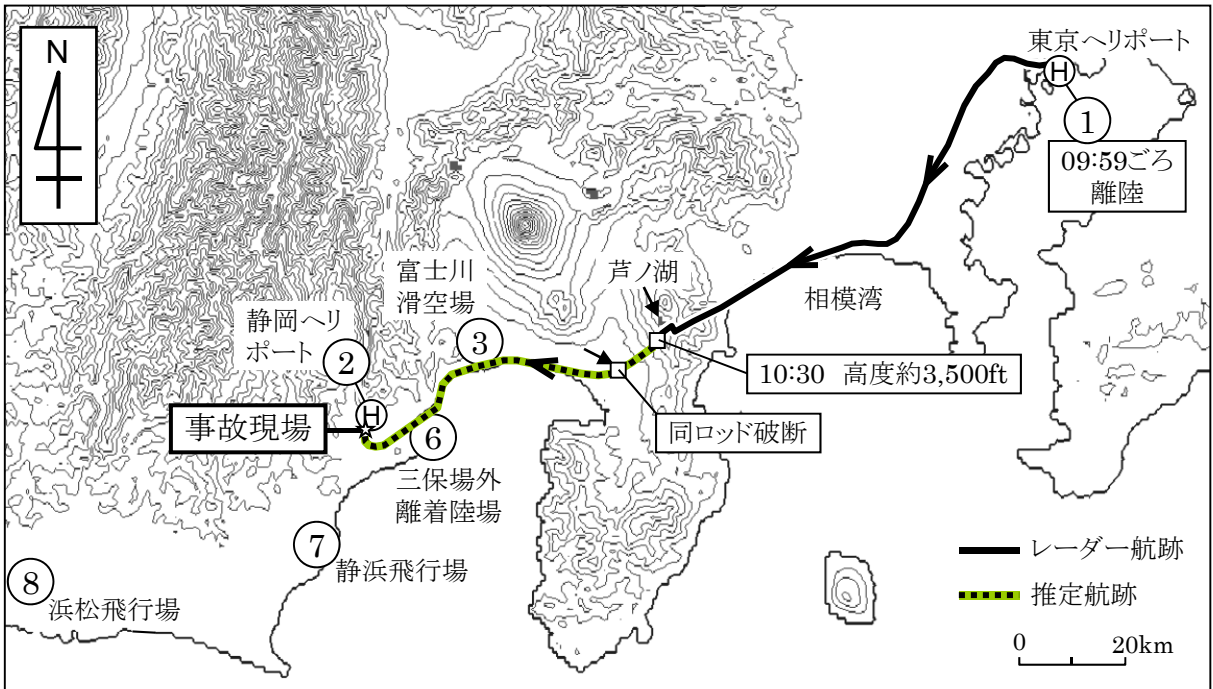 N
東京ヘリポート
H
①
09:59ごろ
離陸
富士川
滑空場
芦ノ湖
相模湾
静岡ヘリ
ポート
③
②
10:30 高度約3,500ft
H
事故現場
⑥
同ロッド破断
三保場外
離着陸場
⑦
静浜飛行場
レーダー航跡
⑧
浜松飛行場
推定航跡
0 20km